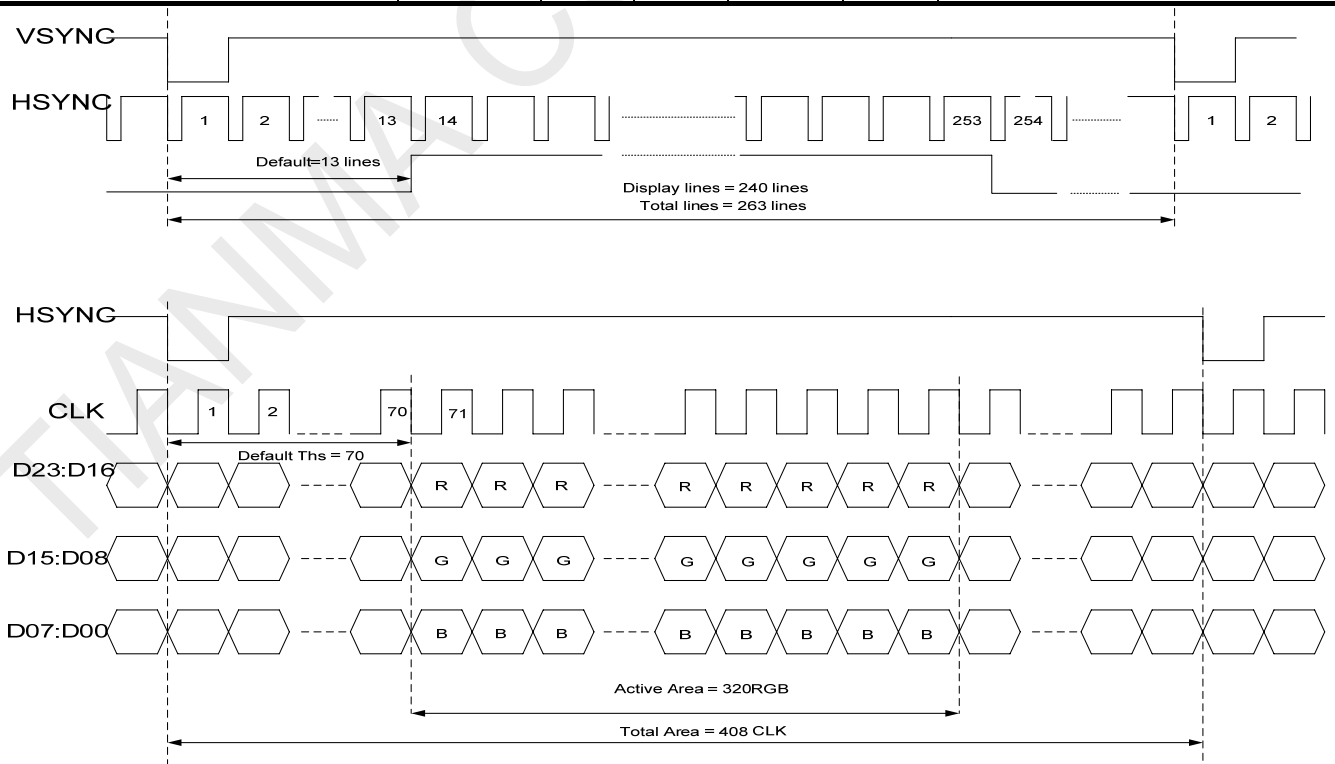 VSYNC
HSYNC
1 2 13 14 253 254 1 2
Default=13 lines
Display lines = 240 lines
Total lines = 263 lines
HSYNC
CLK
1 2 70 71
Default Ths = 70
D23:D16
R R R R R R R R
D15:D08
G G G G G G G G
D07:D00
B B B B B B B B
Active Area = 320RGB
Total Area = 408 CLK
TIANMA C